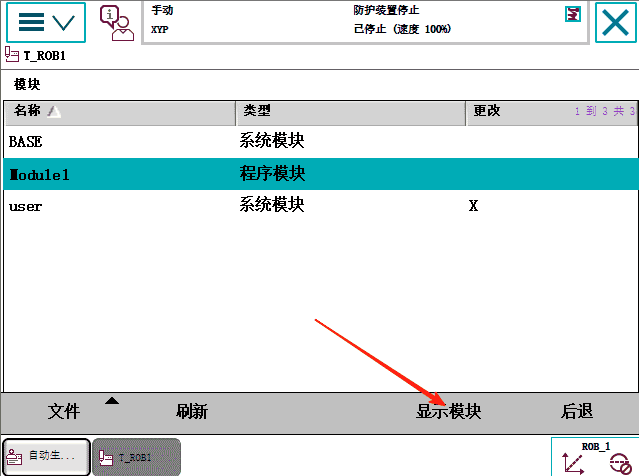 手动 防护装置停止
XYP 己停止 (速度 100%)
T_ROB1
模块
名称 类型 更改 1 到 3 共 3
BASE 系统模块
Module1 程序模块
user 系统模块 X
文件 刷新 显示模块 后退
自动生... T_ROB1 ROB_1